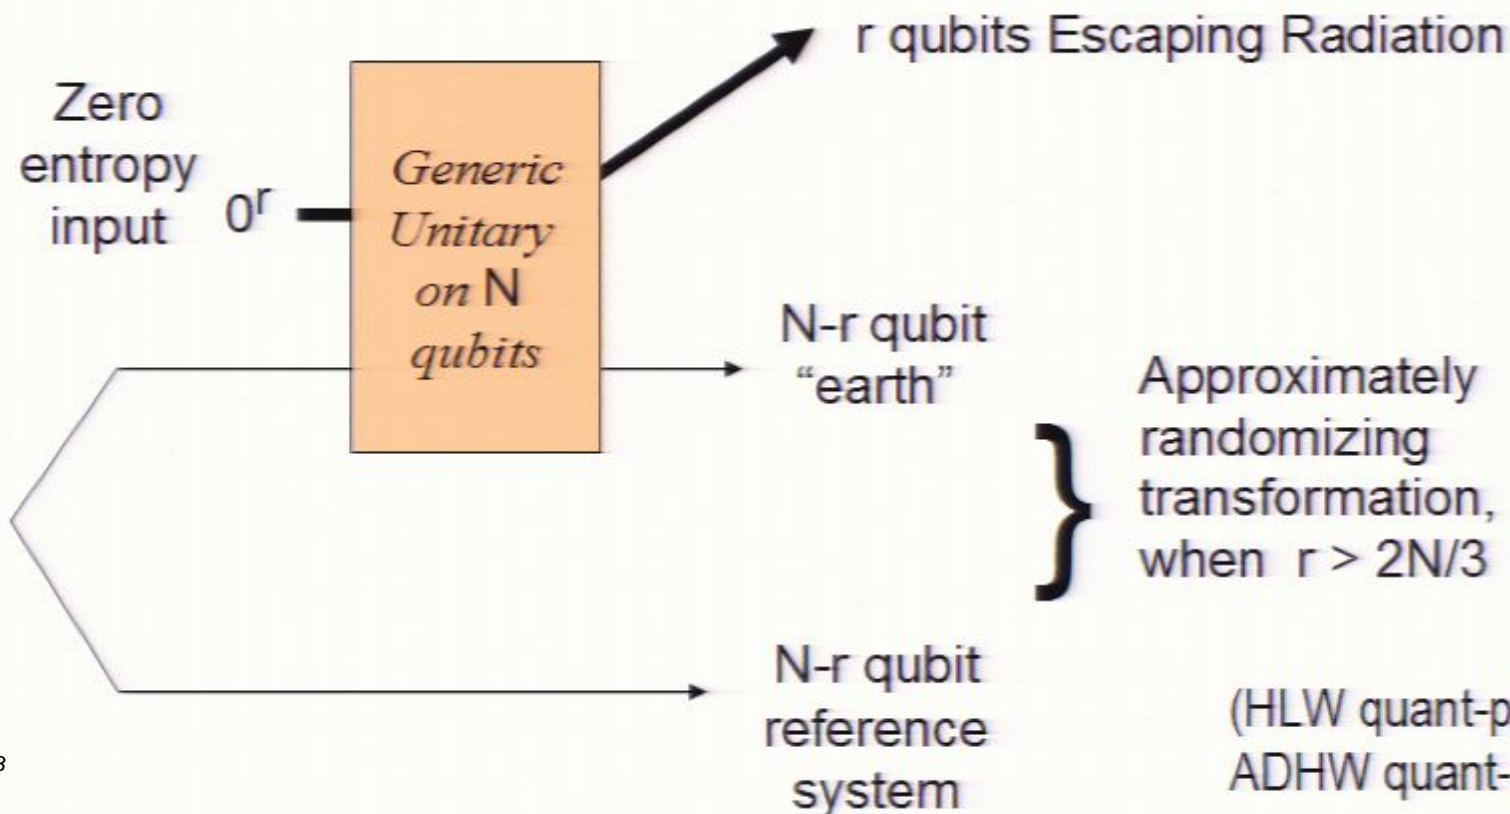 r qubits Escaping Radiation
Zero
entropy
input 0^r
Generic
Unitary
on N
qubits
N-r qubit
“earth”
Approximately
randomizing
transformation,
when r > 2N/3
N-r qubit
reference
system
(HLW quant-p
ADHW quant-